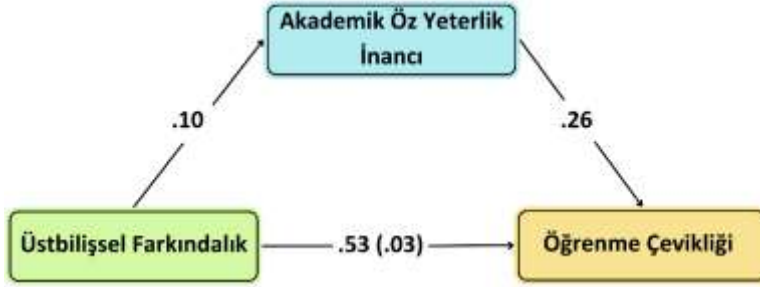 Akademik Öz Yeterlik
İnancı
.10
.26
Üstbilişsel Farkındalık
.53 (.03)
Öğrenme Çevikliği